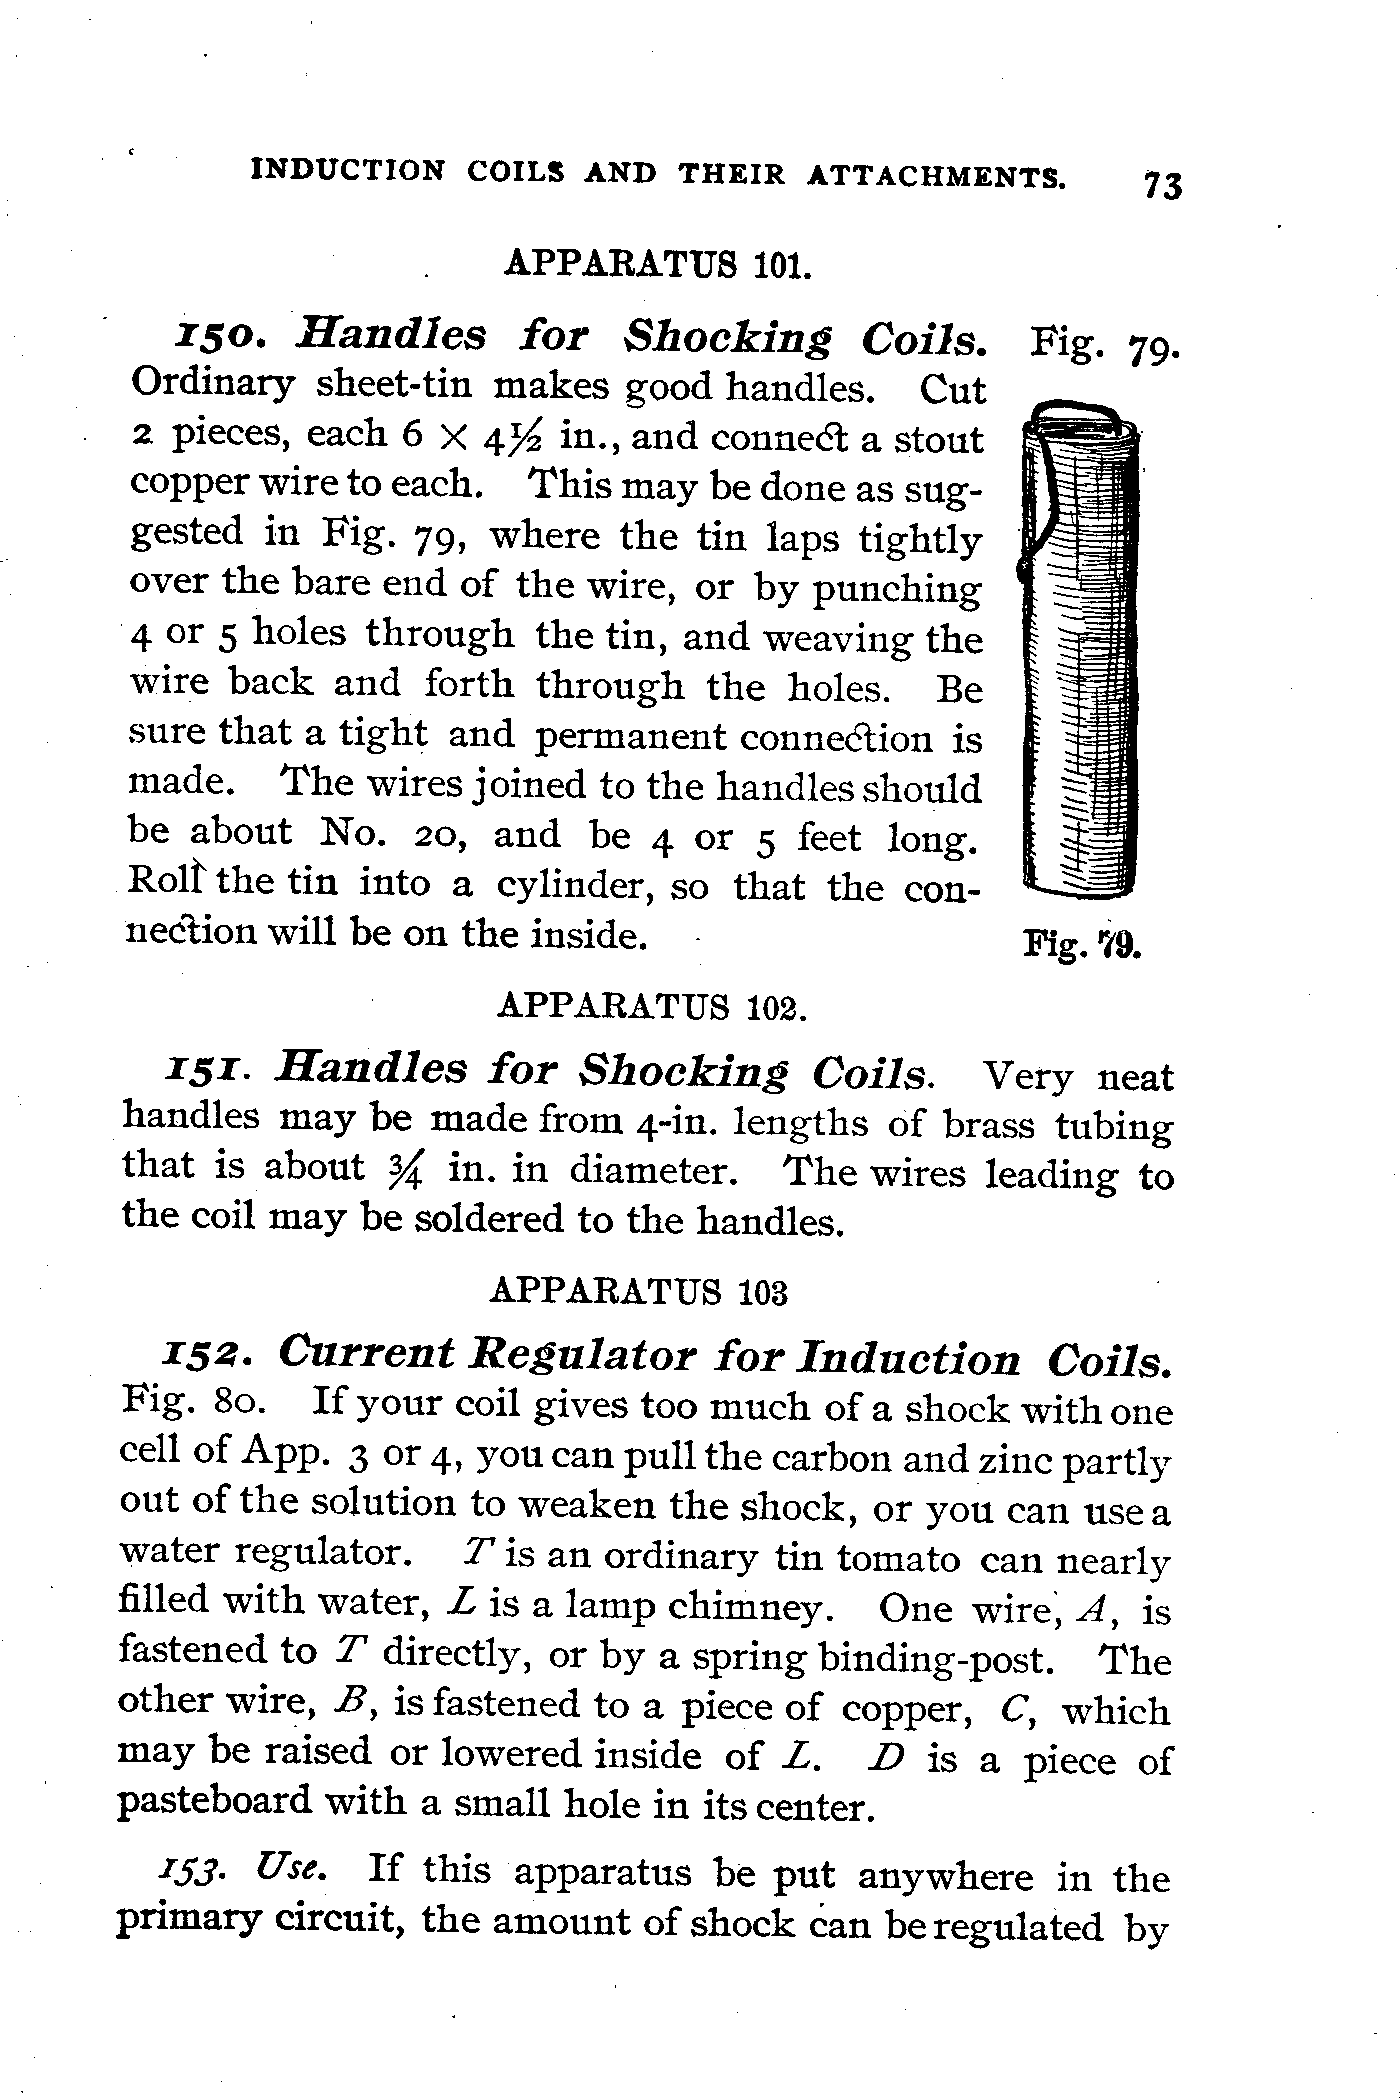 INDUCTION COILS AND THEIR ATTACHMENTS. 73
APPARATUS 101.
150. Handles for Shocking Coils. Fig. 79.
Ordinary sheet-tin makes good handles. Cut
2 pieces, each 6 × 4½ in., and connect a stout
copper wire to each. This may be done as sug-
gested in Fig. 79, where the tin laps tightly
over the bare end of the wire, or by punching
4 or 5 holes through the tin, and weaving the
wire back and forth through the holes. Be
sure that a tight and permanent connection is
made. The wires joined to the handles should
be about No. 20, and be 4 or 5 feet long.
Roll the tin into a cylinder, so that the con-
nection will be on the inside.
Fig. 79.
APPARATUS 102.
151. Handles for Shocking Coils. Very neat
handles may be made from 4-in. lengths of brass tubing
that is about ¾ in. in diameter. The wires leading to
the coil may be soldered to the handles.
APPARATUS 103
152. Current Regulator for Induction Coils.
Fig. 80. If your coil gives too much of a shock with one
cell of App. 3 or 4, you can pull the carbon and zinc partly
out of the solution to weaken the shock, or you can use a
water regulator. T is an ordinary tin tomato can nearly
filled with water, L is a lamp chimney. One wire, A, is
fastened to T directly, or by a spring binding-post. The
other wire, B, is fastened to a piece of copper, C, which
may be raised or lowered inside of L. D is a piece of
pasteboard with a small hole in its center.
153. Use. If this apparatus be put anywhere in the
primary circuit, the amount of shock can be regulated by